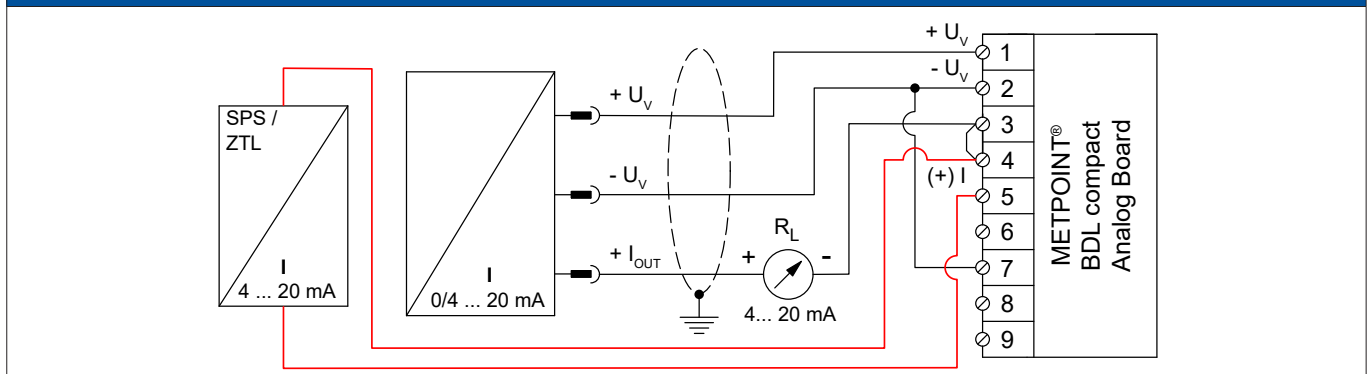 SPS /
ZTL
I
4 ... 20 mA
I
0/4 ... 20 mA
+ U_V
- U_V
+ I_OUT
+
R_L
-
4... 20 mA
+ U_V
- U_V
(+) I
1
2
3
4
5
6
7
8
9
METPOINT®
BDL compact
Analog Board